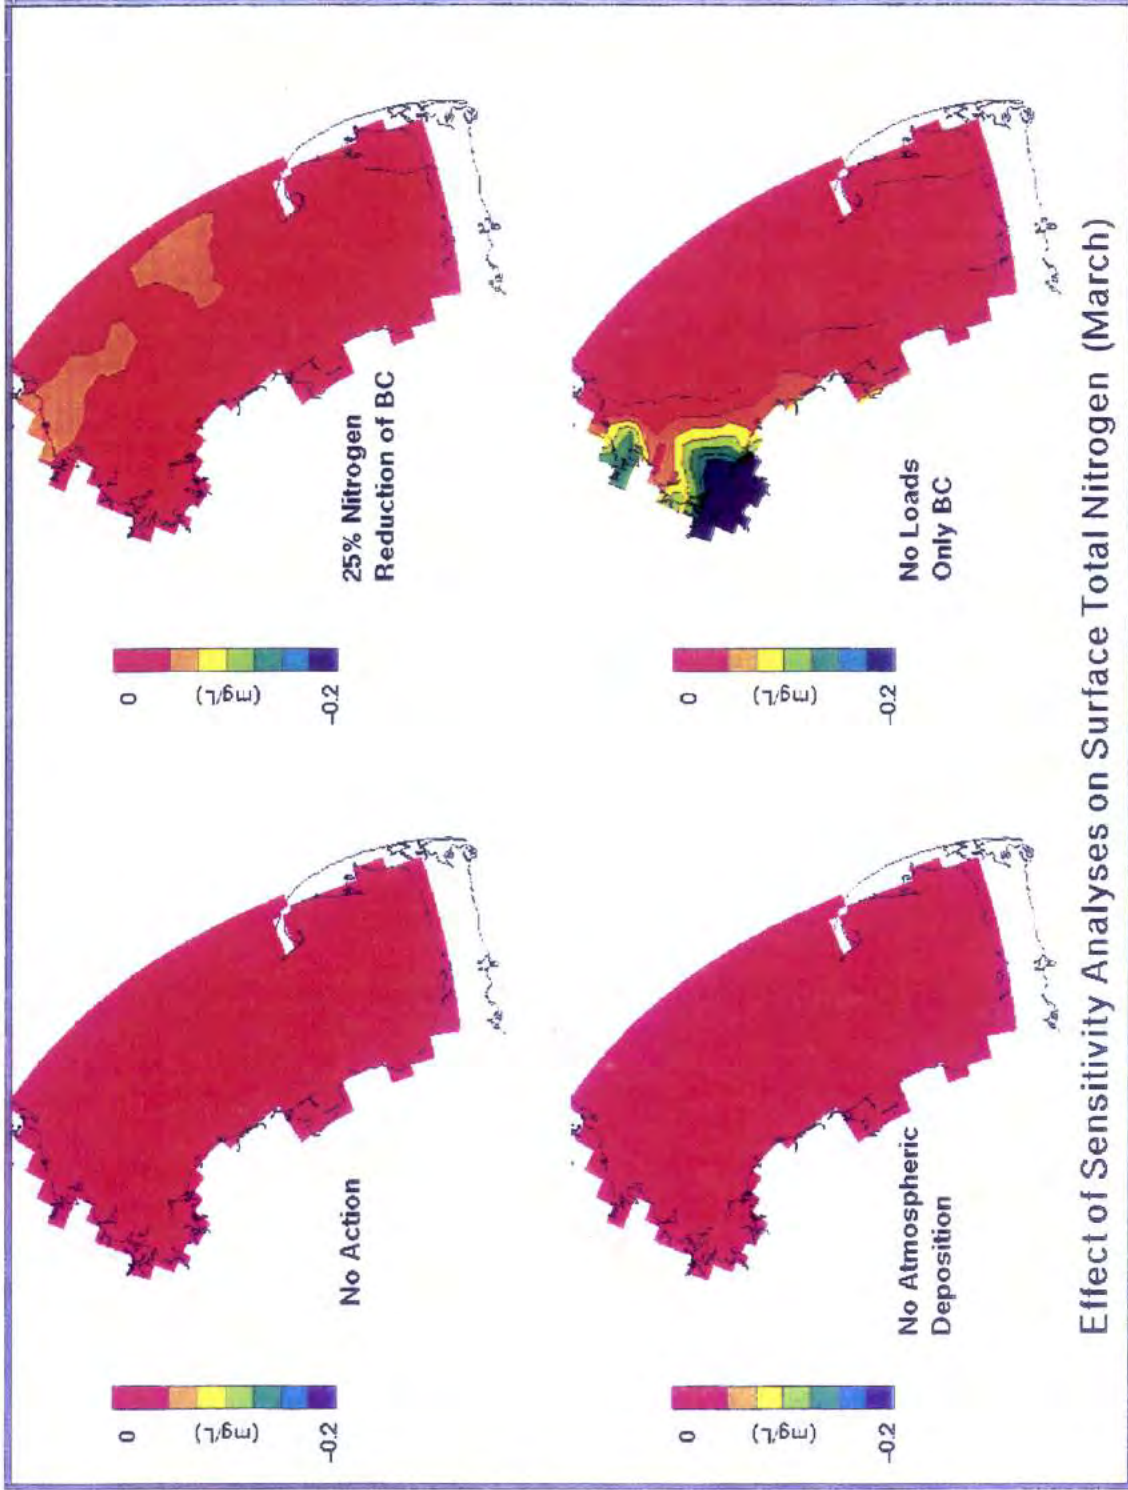 0
(mg/L)
-0.2
No Action
0
(mg/L)
-0.2
25% Nitrogen
Reduction of BC
0
(mg/L)
-0.2
No Atmospheric
Deposition
0
(mg/L)
-0.2
No Loads
Only BC
Effect of Sensitivity Analyses on Surface Total Nitrogen (March)